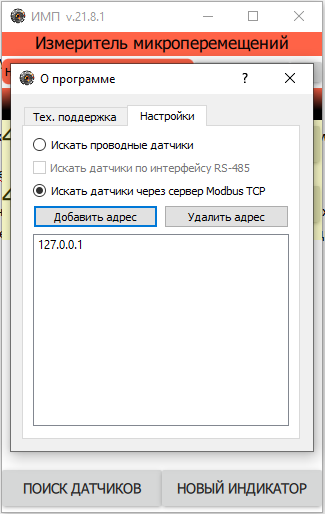 ИМП v.21.8.1
Измеритель микроперемещений
О программе
Тех. поддержка
Настройки
Искать проводные датчики
Искать датчики по интерфейсу RS-485
Искать датчики через сервер Modbus TCP
Добавить адрес
Удалить адрес
127.0.0.1
ПОИСК ДАТЧИКОВ
НОВЫЙ ИНДИКАТОР